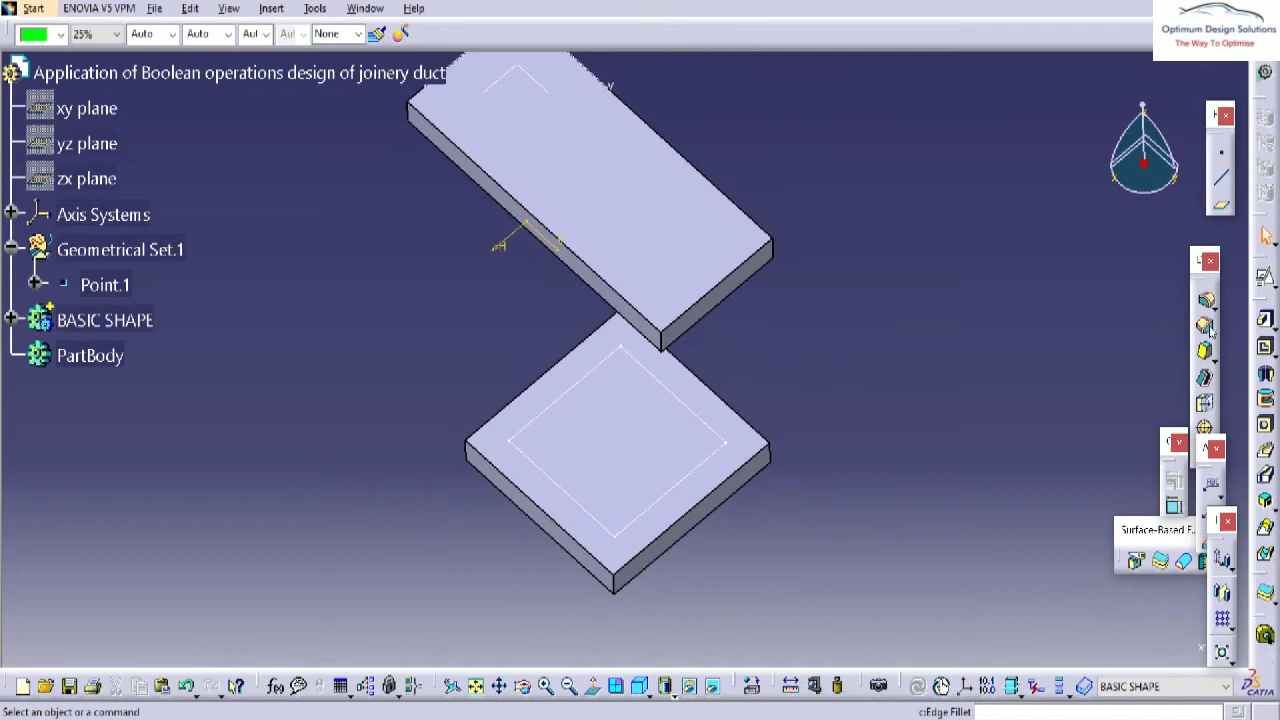 Start ENOVIA V5 VPM File Edit View Insert Tools Window Help
25% Auto Auto Aut Aut None
Optimum Design Solutions
The Way To Optimise
Application of Boolean operations design of joinery duct
xy plane
yz plane
zx plane
Axis Systems
Geometrical Set.1
Point.1
BASIC SHAPE
PartBody
y
Surface-Based F...
BASIC SHAPE
CATIA
Select an object or a command
c:Edge Fillet